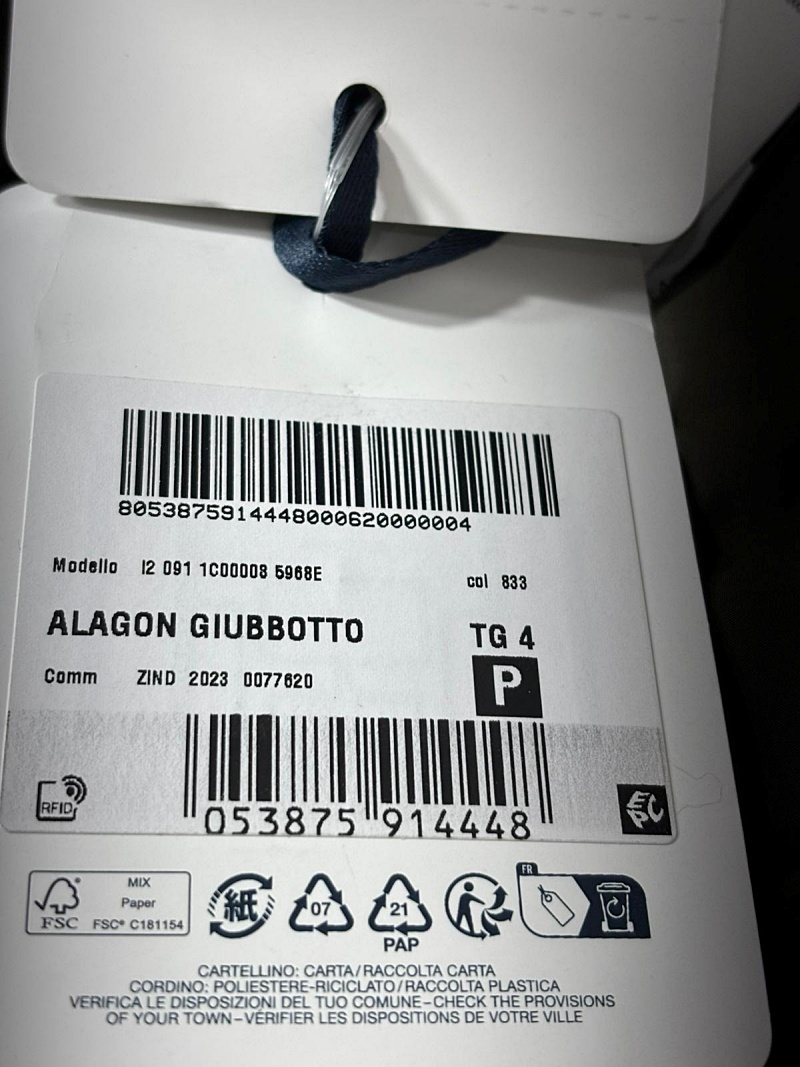 8053875914448000620000004
Modello I2 091 1C00008 5968E col 833
ALAGON GIUBBOTTO TG 4
P
Comm ZIND 2023 0077620
RFID
053875 914448
EPC
FSC
MIX
Paper
FSC® C181154
紙
07
21
PAP
FR
CARTELLINO: CARTA/RACCOLTA CARTA
CORDINO: POLIESTERE-RICICLATO/RACCOLTA PLASTICA
VERIFICA LE DISPOSIZIONI DEL TUO COMUNE–CHECK THE PROVISIONS
OF YOUR TOWN–VÉRIFIER LES DISPOSITIONS DE VOTRE VILLE